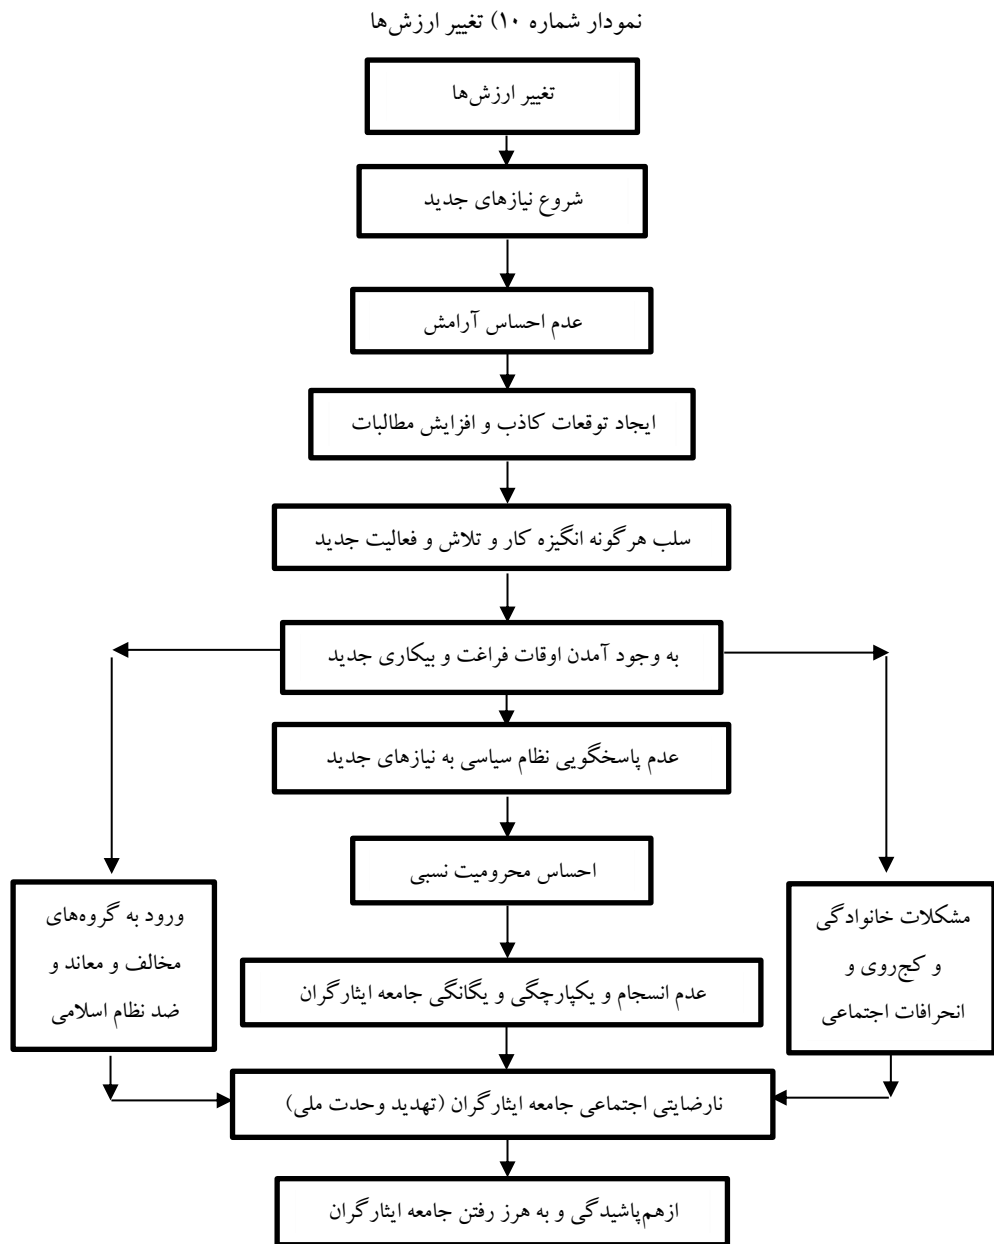 نمودار شماره ۱۰) تغییر ارزش‌ها
تغییر ارزش‌ها
شروع نیازهای جدید
عدم احساس آرامش
ایجاد توقعات کاذب و افزایش مطالبات
سلب هرگونه انگیزه کار و تلاش و فعالیت جدید
به وجود آمدن اوقات فراغت و بیکاری جدید
عدم پاسخگویی نظام سیاسی به نیازهای جدید
احساس محرومیت نسبی
مشکلات خانوادگی
و کج‌روی و
انحرافات اجتماعی
ورود به گروه‌های
مخالف و معاند و
ضد نظام اسلامی
عدم انسجام و یکپارچگی و یگانگی جامعه ایثارگران
نارضایتی اجتماعی جامعه ایثارگران (تهدید وحدت ملی)
ازهم‌پاشیدگی و به هرز رفتن جامعه ایثارگران